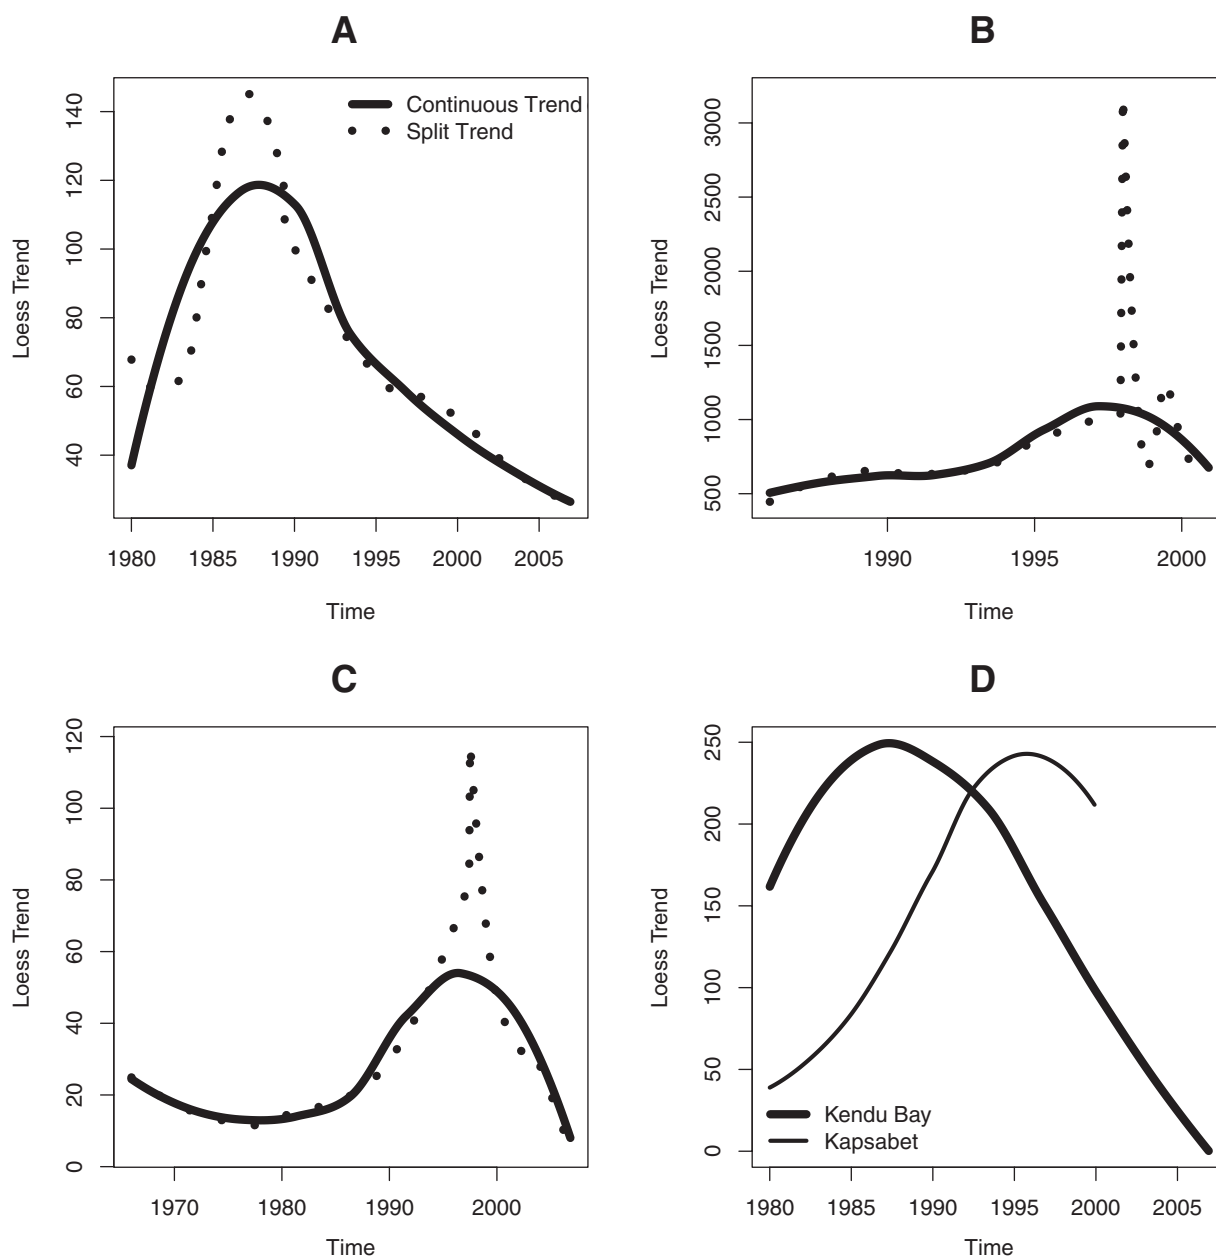 A
Loess Trend
140
120
100
80
60
40
Continuous Trend
Split Trend
1980 1985 1990 1995 2000 2005
Time
B
Loess Trend
3000
2500
2000
1500
1000
500
1990 1995 2000
Time
C
Loess Trend
120
100
80
60
40
20
0
1970 1980 1990 2000
Time
D
Loess Trend
250
200
150
100
50
0
Kendu Bay
Kapsabet
1980 1985 1990 1995 2000 2005
Time